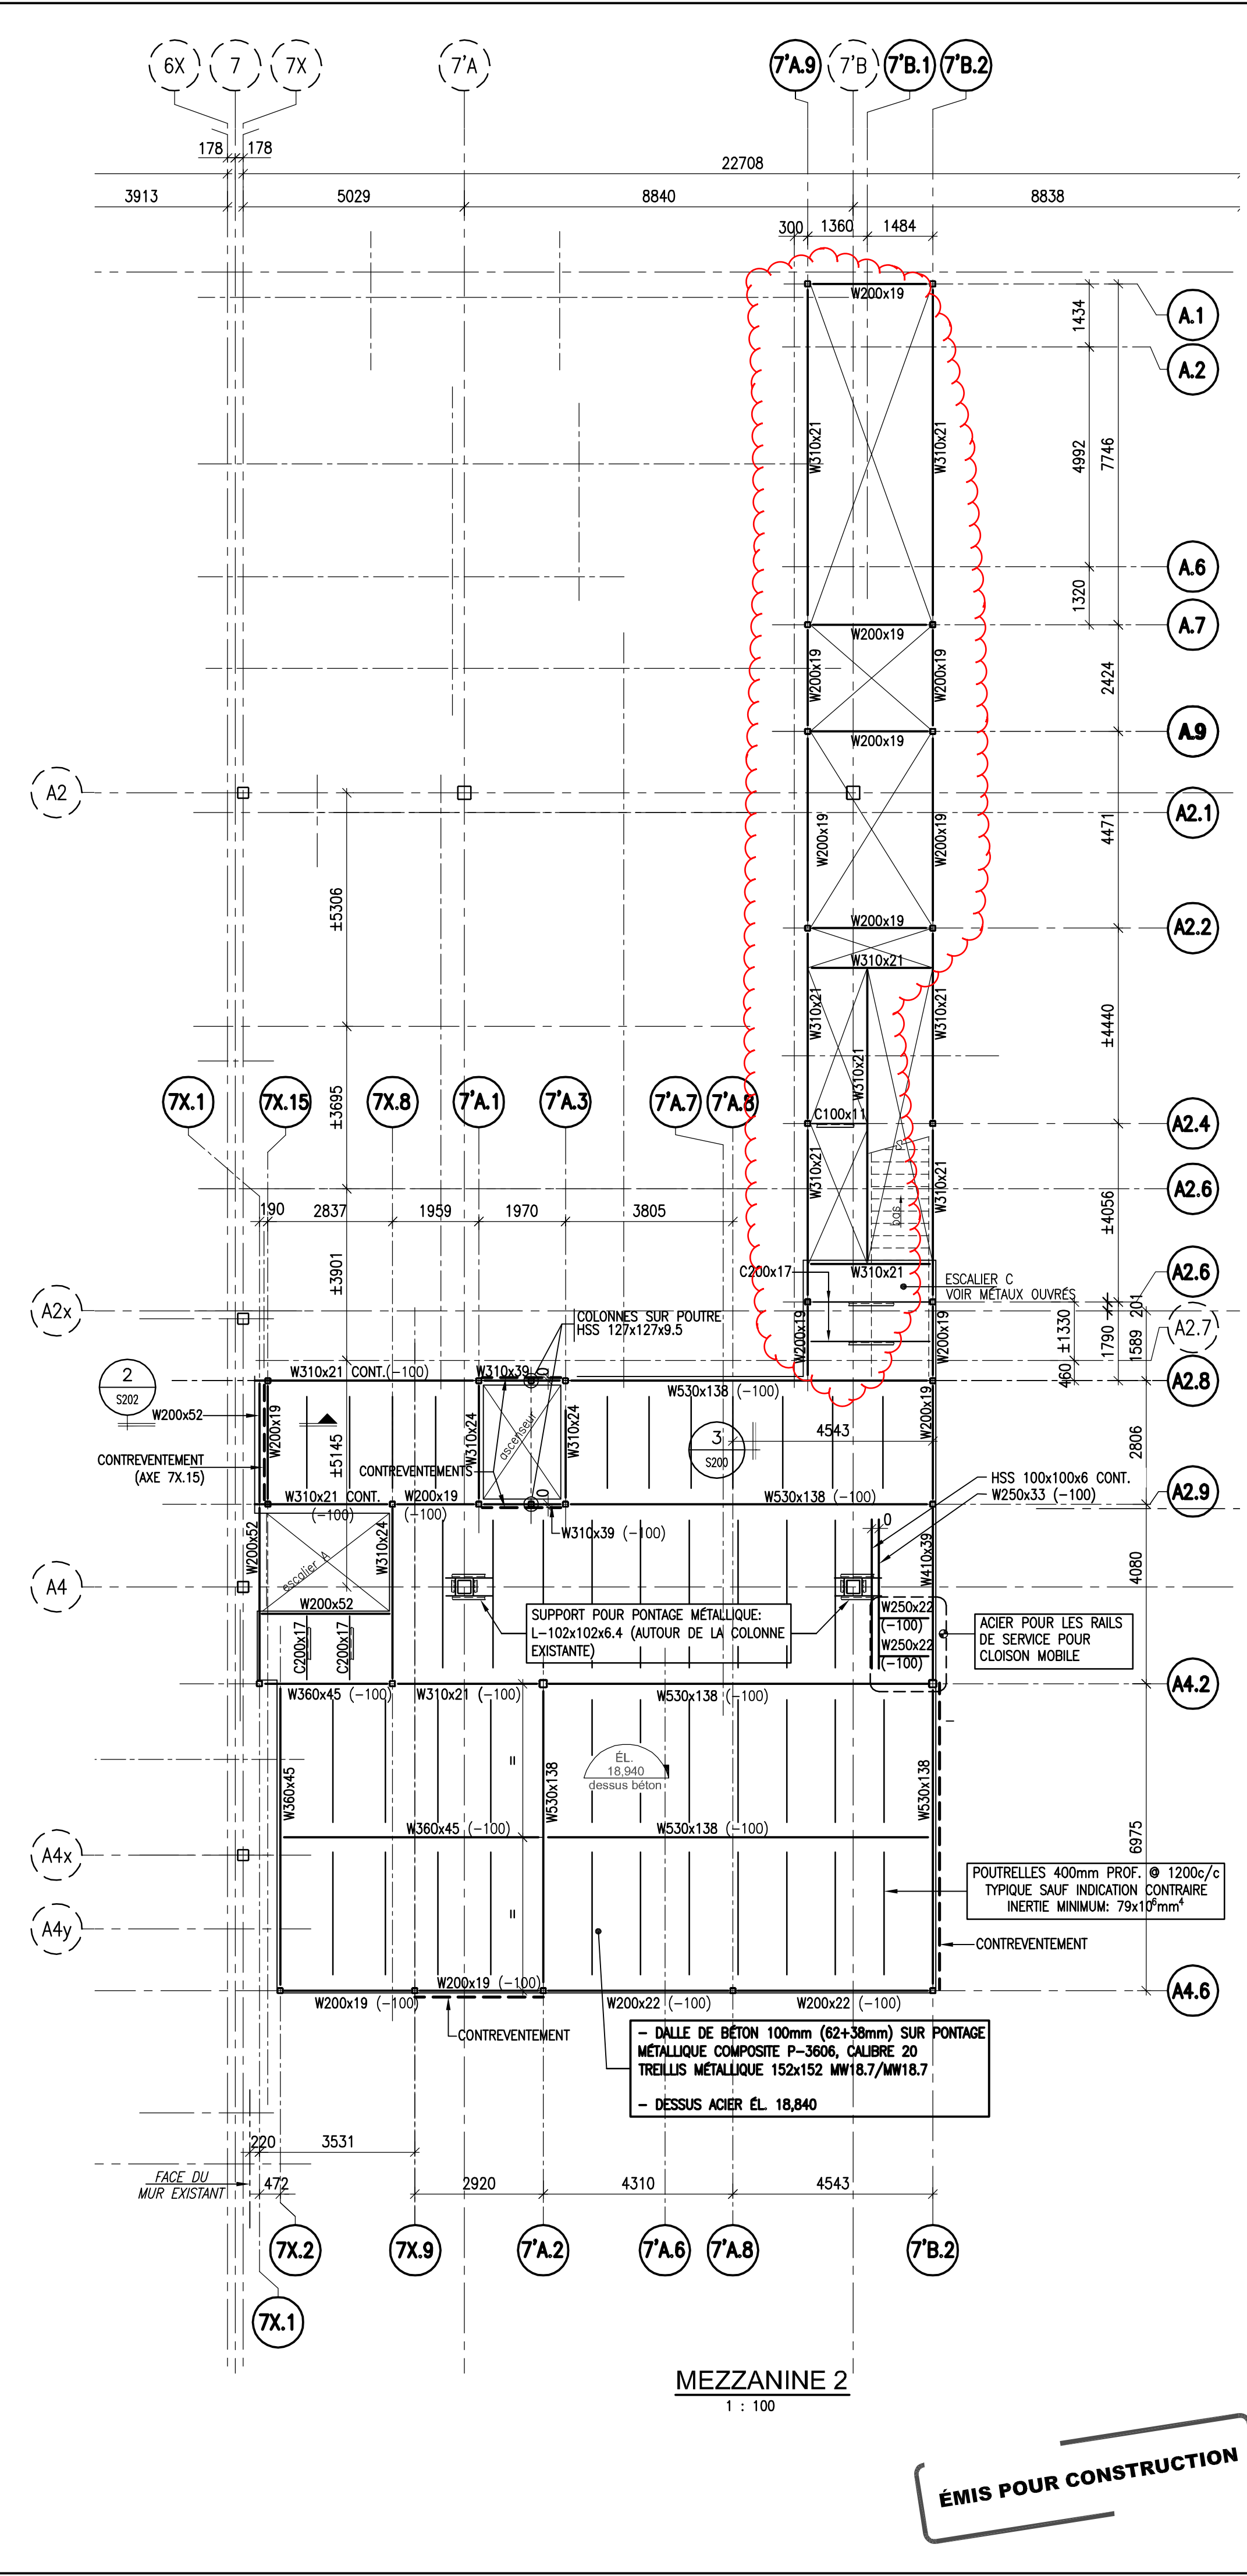 6X
7
7X
7'A
7'A.9
7'B
7'B.1
7'B.2
178
178
22708
3913
5029
8840
8838
300
1360
1484
W200x19
A.1
1434
A.2
W310x21
W310x21
4992
7746
A.6
1320
A.7
W200x19
W200x19
W200x19
2424
W200x19
A.9
A2
A2.1
W200x19
W200x19
4471
±5306
W200x19
A2.2
W310x21
W310x21
W310x21
±4440
W310x21
7X.1
7X.15
7X.8
7'A.1
7'A.3
7'A.7
7'A.8
±3695
C100x11
A2.4
W310x21
W310x21
A2.6
bas
190
2837
1959
1970
3805
±4056
±3901
C200x17
W310x21
ESCALIER C
VOIR MÉTAUX OUVRÉS
A2.6
A2x
COLONNES SUR POUTRE
HSS 127x127x9.5
W200x19
W200x19
±1330
1790
201
1589
A2.7
460
2
S202
W310x21 CONT.(-100)
W310x39
W530x138 (-100)
A2.8
W200x52
W200x19
W310x24
ascenseur
W310x24
3
S200
4543
W200x19
2806
CONTREVENTEMENT
(AXE 7X.15)
±5145
CONTREVENTEMENTS
HSS 100x100x6 CONT.
W250x33 (-100)
W310x21 CONT.
(-100)
W200x19
(-100)
W530x138 (-100)
A2.9
W310x39 (-100)
0
W200x52
escalier A
W310x24
W410x39
4080
A4
W200x52
SUPPORT POUR PONTAGE MÉTALLIQUE:
L-102x102x6.4 (AUTOUR DE LA COLONNE
EXISTANTE)
W250x22
(-100)
W250x22
(-100)
ACIER POUR LES RAILS
DE SERVICE POUR
CLOISON MOBILE
C200x17
C200x17
W360x45 (-100)
W310x21 (-100)
W530x138 (-100)
A4.2
ÉL.
18,940
dessus béton
W360x45
W530x138
W530x138
W360x45 (-100)
W530x138 (-100)
6975
A4x
POUTRELLES 400mm PROF. @ 1200c/c
TYPIQUE SAUF INDICATION CONTRAIRE
INERTIE MINIMUM: 79x10⁶mm⁴
A4y
CONTREVENTEMENT
W200x19 (-100)
W200x19 (-100)
W200x22 (-100)
W200x22 (-100)
A4.6
CONTREVENTEMENT
- DALLE DE BÉTON 100mm (62+38mm) SUR PONTAGE
MÉTALLIQUE COMPOSITE P-3606, CALIBRE 20
TREILLIS MÉTALLIQUE 152x152 MW18.7/MW18.7
- DESSUS ACIER ÉL. 18,840
220
3531
FACE DU
MUR EXISTANT
472
2920
4310
4543
7X.2
7X.9
7'A.2
7'A.6
7'A.8
7'B.2
7X.1
MEZZANINE 2
1 : 100
ÉMIS POUR CONSTRUCTION